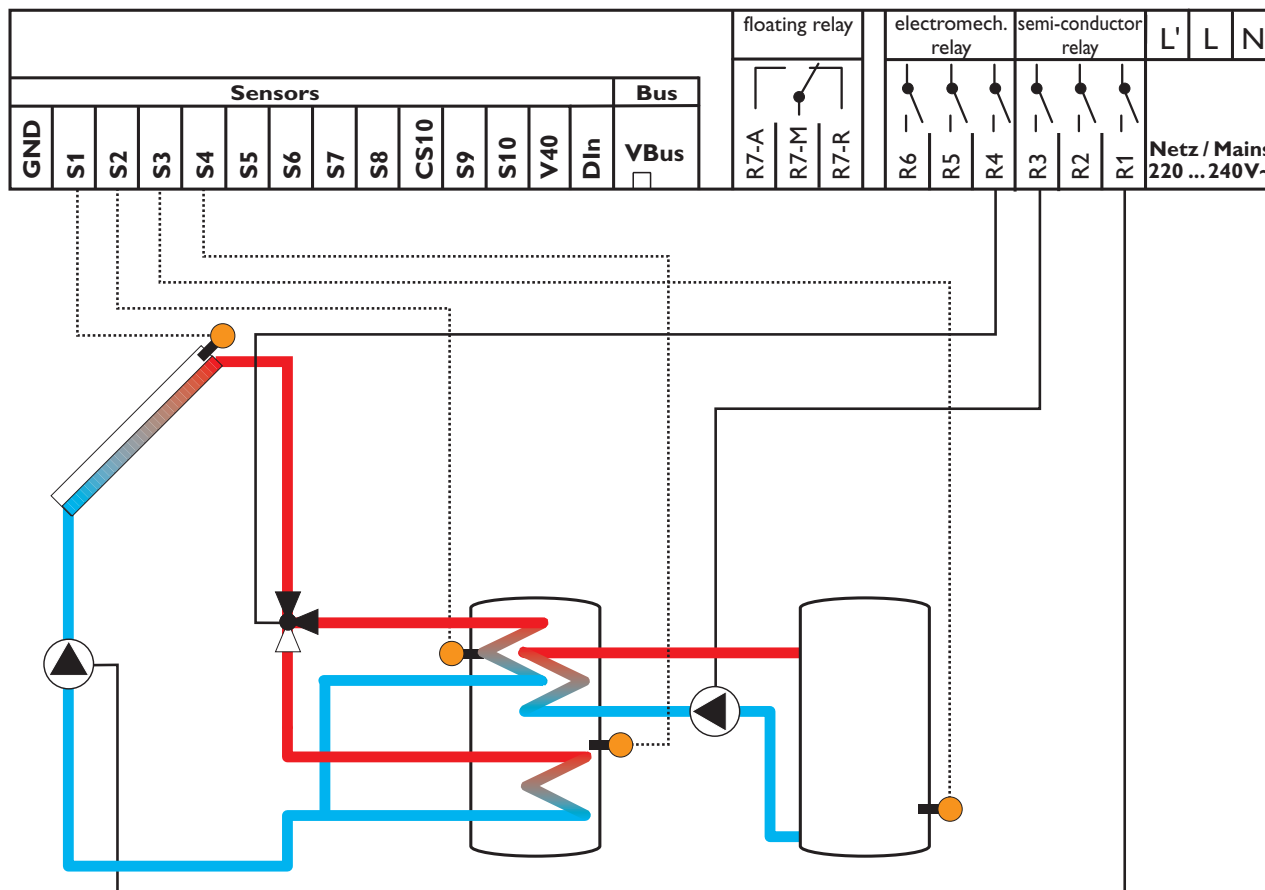 floating relay
electromech. relay
semi-conductor relay
L'
L
N
Sensors
Bus
GND
S1
S2
S3
S4
S5
S6
S7
S8
CS10
S9
S10
V40
DIn
VBus
R7-A
R7-M
R7-R
R6
R5
R4
R3
R2
R1
Netz / Mains
220 ... 240V~